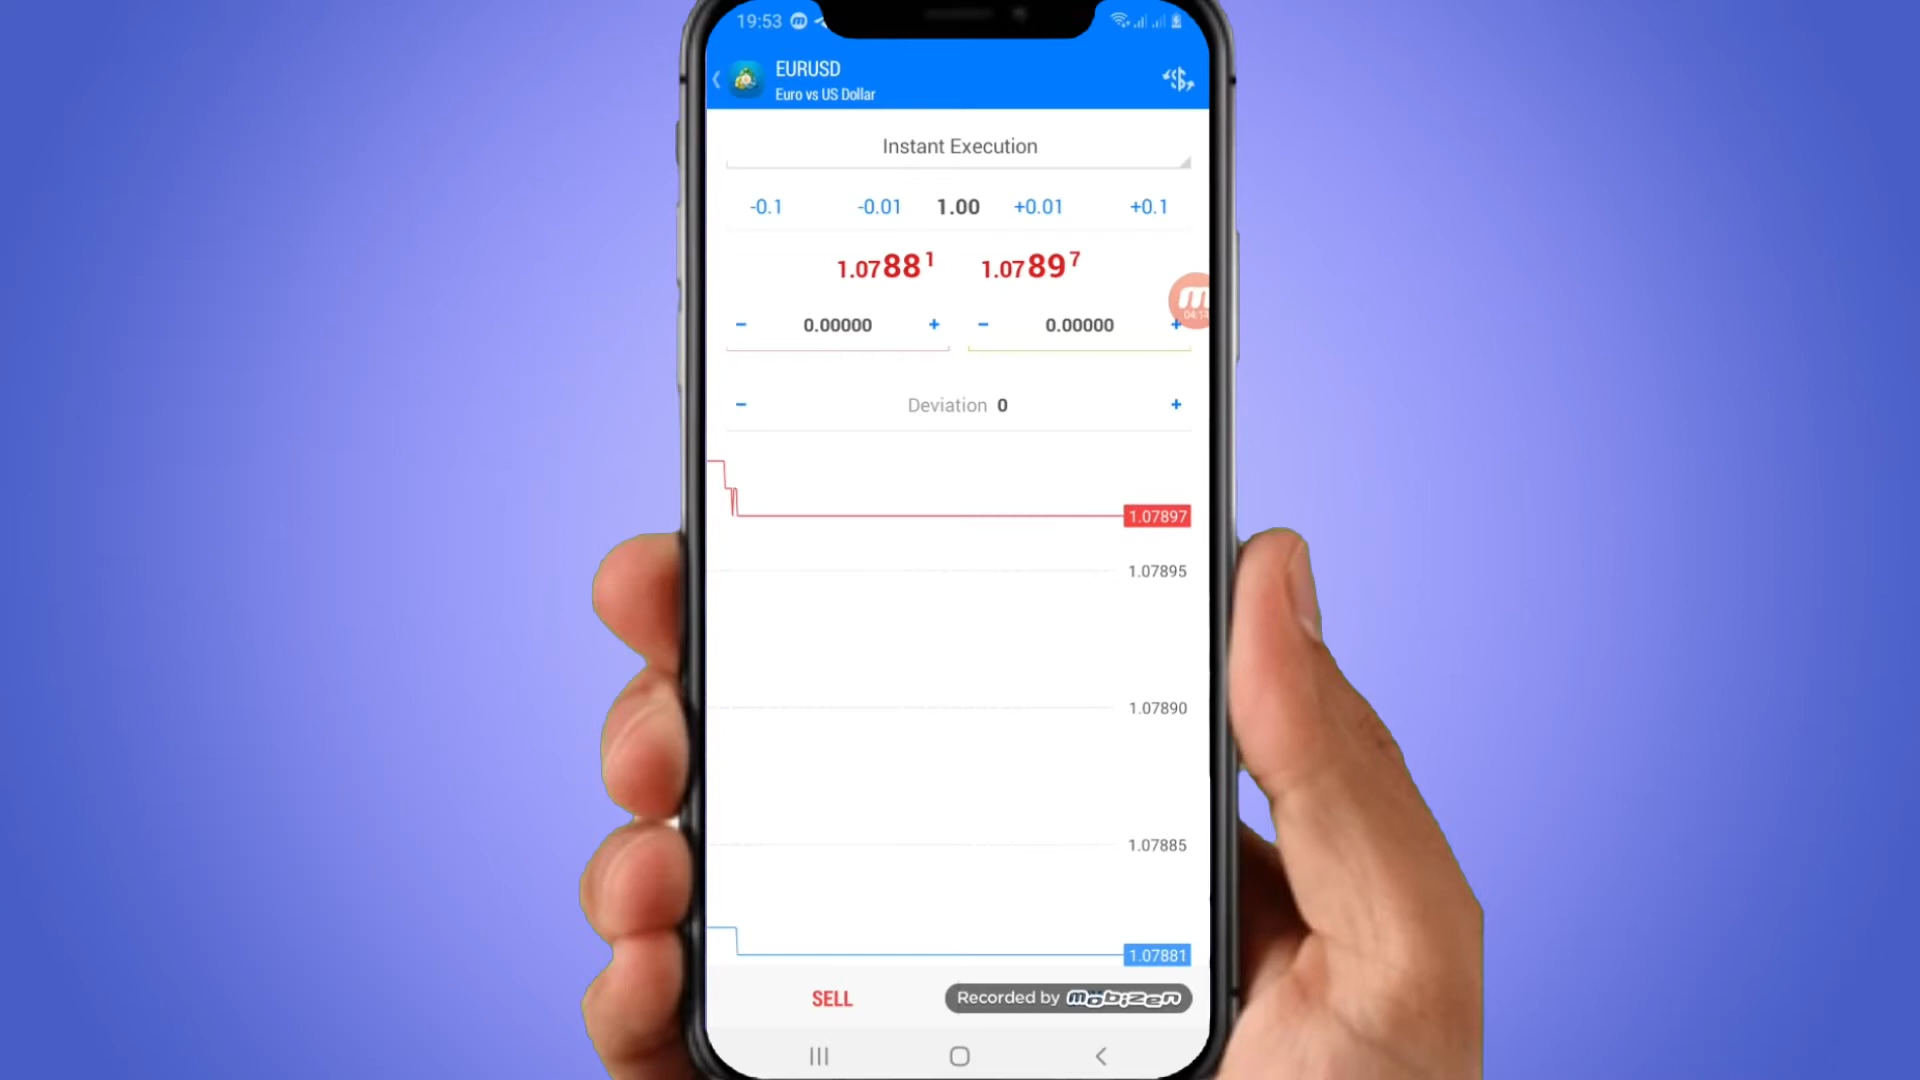 19:53
EURUSD
Euro vs US Dollar
Instant Execution
-0.1 -0.01 1.00 +0.01 +0.1
1.07881 1.07897
04:14
- 0.00000 + - 0.00000 +
- Deviation 0 +
1.07897
1.07895
1.07890
1.07885
1.07881
SELL
Recorded by mobizen